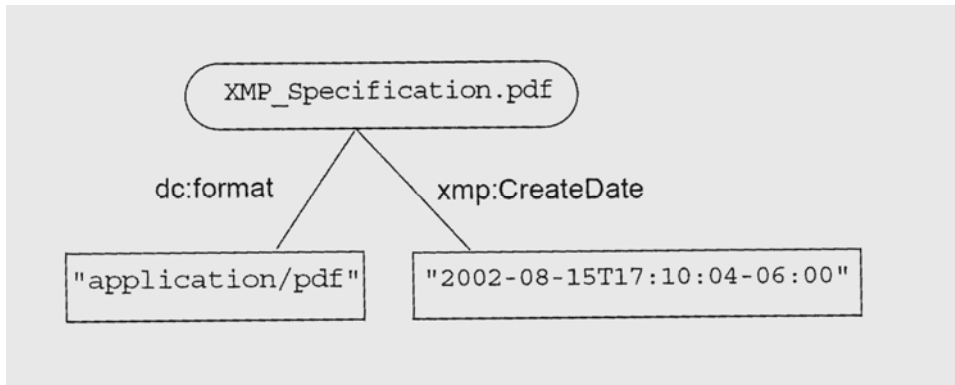 XMP_Specification.pdf
dc:format
xmp:CreateDate
"application/pdf"
"2002-08-15T17:10:04-06:00"